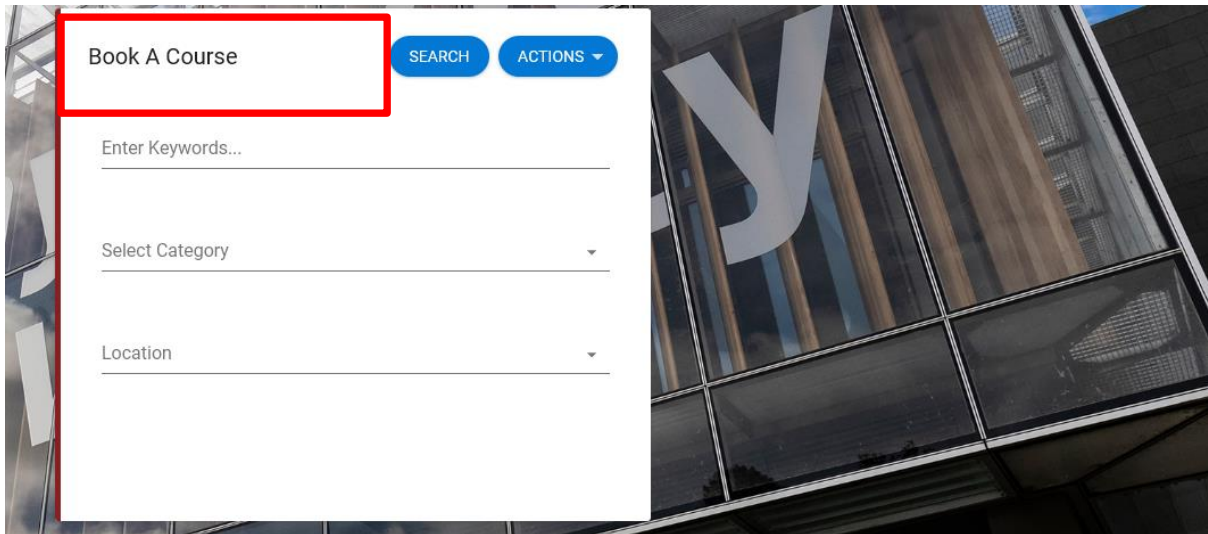 Book A Course
SEARCH
ACTIONS
Enter Keywords...
Select Category
Location
y